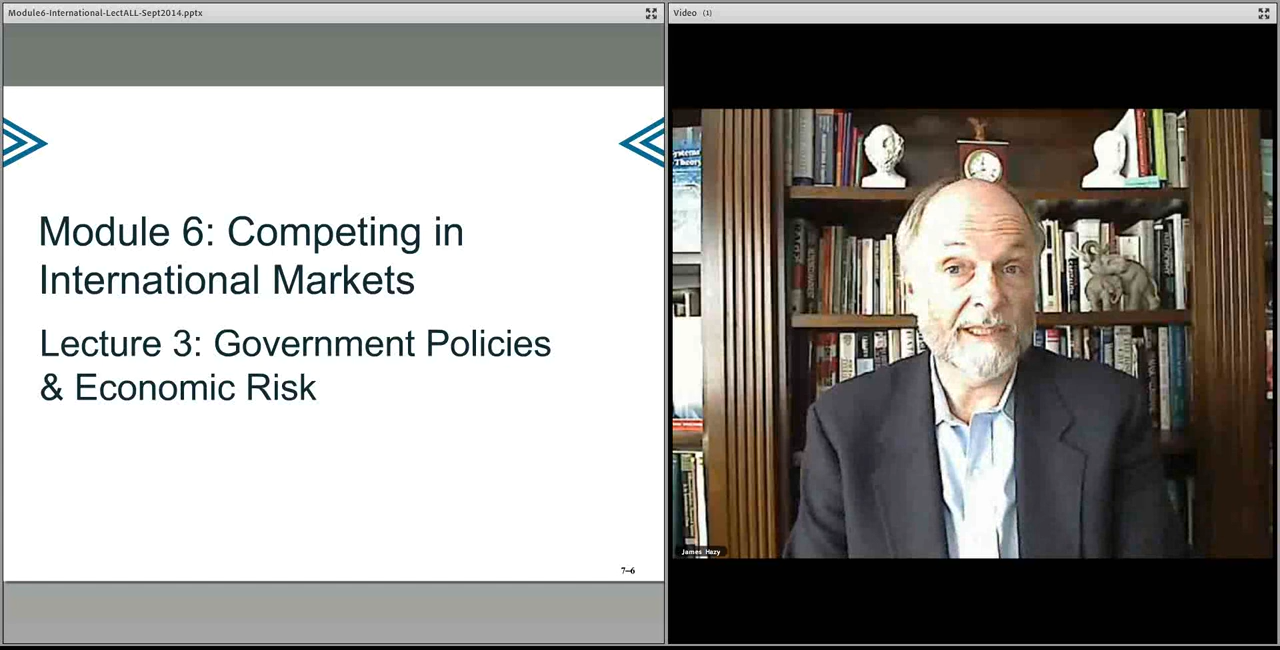 Module6-International-LectALL-Sept2014.pptx
Video (1)
Module 6: Competing in
International Markets
Lecture 3: Government Policies
& Economic Risk
7–6
Theory
James Hazy